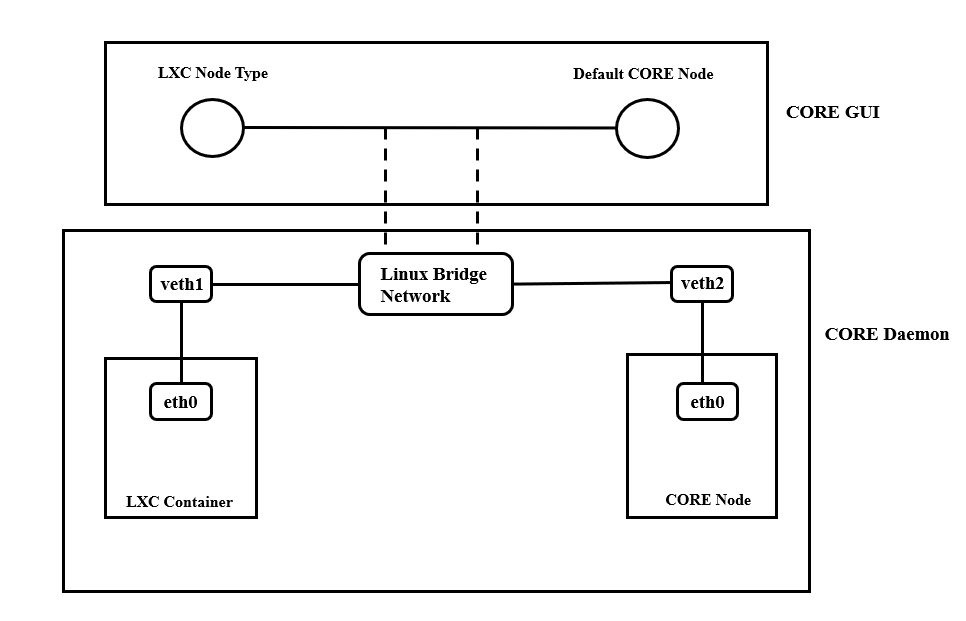 LXC Node Type
Default CORE Node
CORE GUI
Linux Bridge
Network
veth1
veth2
CORE Daemon
eth0
eth0
LXC Container
CORE Node